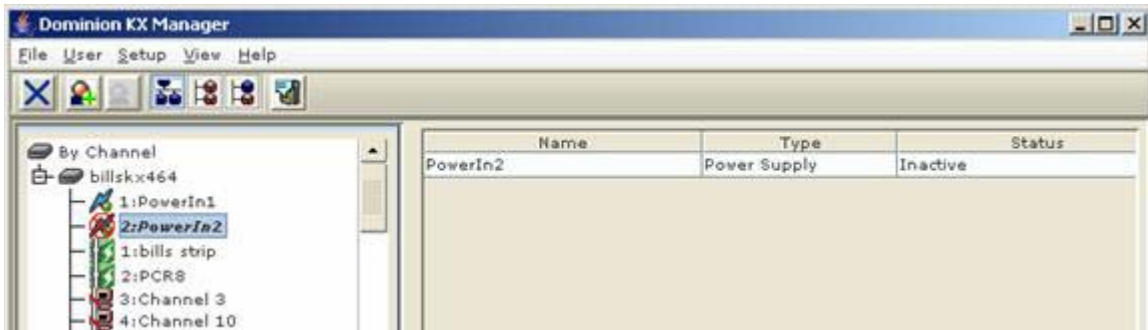 Dominion KX Manager
File User Setup View Help
By Channel
billskx464
1:PowerIn1
2:PowerIn2
1:bills strip
2:PCR8
3:Channel 3
4:Channel 10
Name Type Status
PowerIn2 Power Supply Inactive